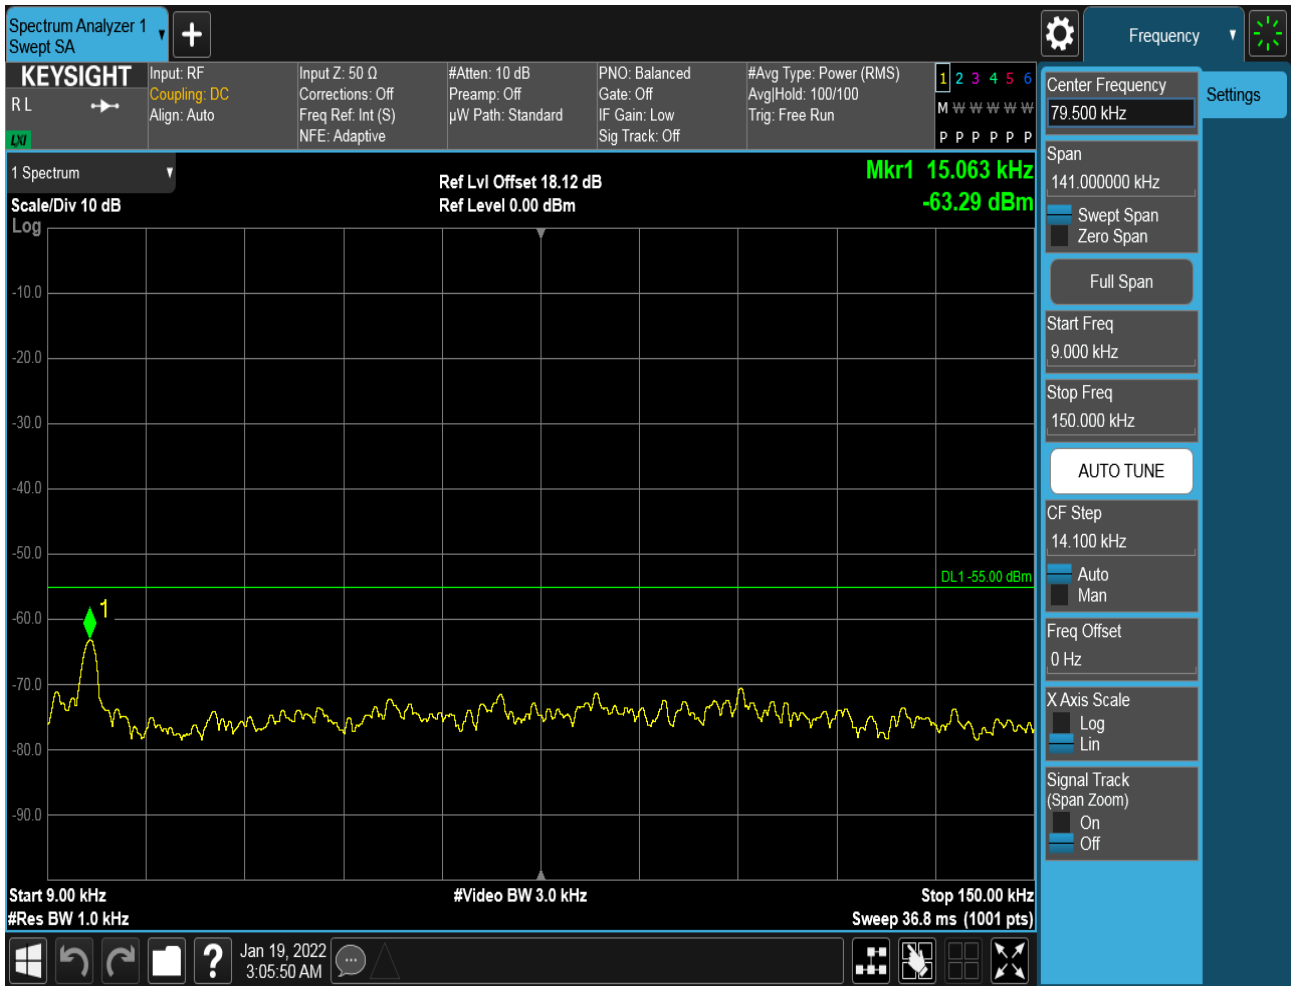 Spectrum Analyzer 1
Swept SA
Frequency
KEYSIGHT
R L
LXI
Input: RF
Coupling: DC
Align: Auto
Input Z: 50 Ω
Corrections: Off
Freq Ref: Int (S)
NFE: Adaptive
#Atten: 10 dB
Preamp: Off
µW Path: Standard
PNO: Balanced
Gate: Off
IF Gain: Low
Sig Track: Off
#Avg Type: Power (RMS)
Avg|Hold: 100/100
Trig: Free Run
1 2 3 4 5 6
M W W W W W
P P P P P P
1 Spectrum
Scale/Div 10 dB
Log
Ref Lvl Offset 18.12 dB
Ref Level 0.00 dBm
Mkr1 15.063 kHz
-63.29 dBm
-10.0
-20.0
-30.0
-40.0
-50.0
DL1 -55.00 dBm
1
-60.0
-70.0
-80.0
-90.0
Start 9.00 kHz
#Video BW 3.0 kHz
Stop 150.00 kHz
#Res BW 1.0 kHz
Sweep 36.8 ms (1001 pts)
?
Jan 19, 2022
3:05:50 AM
Settings
Center Frequency
79.500 kHz
Span
141.000000 kHz
Swept Span
Zero Span
Full Span
Start Freq
9.000 kHz
Stop Freq
150.000 kHz
AUTO TUNE
CF Step
14.100 kHz
Auto
Man
Freq Offset
0 Hz
X Axis Scale
Log
Lin
Signal Track
(Span Zoom)
On
Off